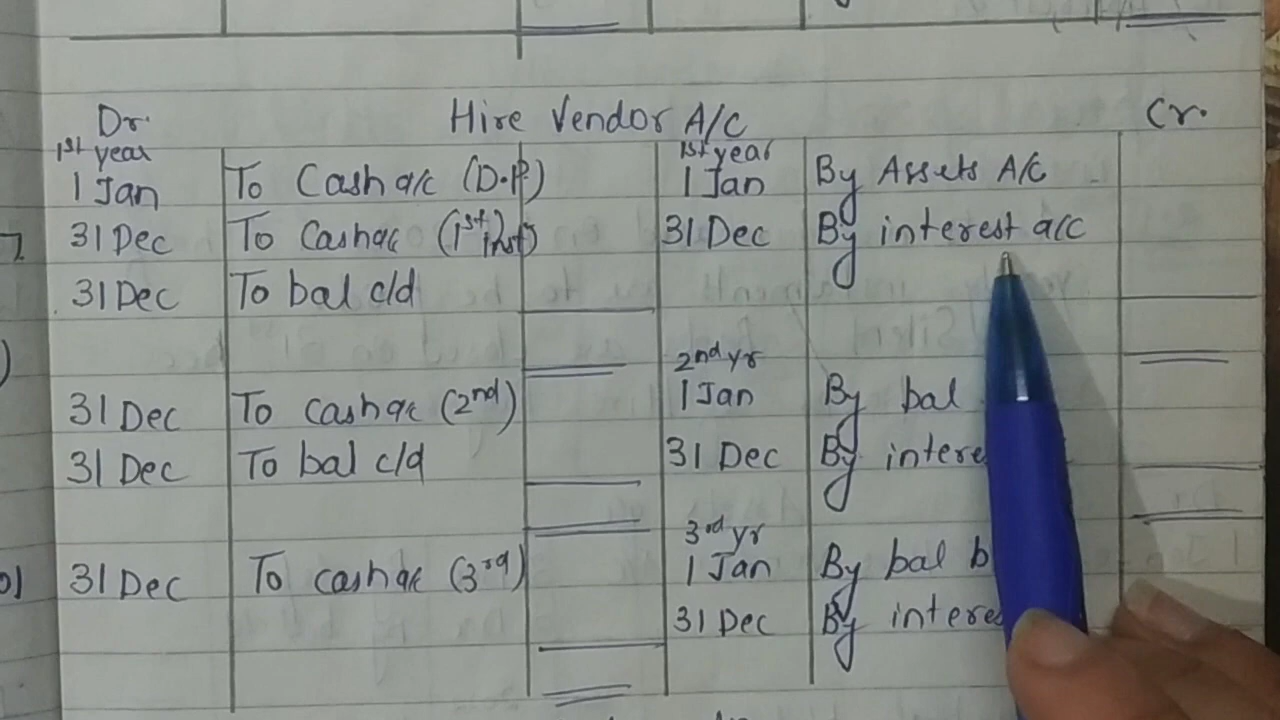 Dr. Hire Vendor A/C Cr.
1st year 1st year
1 Jan To Cash a/c (D.P.) 1 Jan By Assets A/C
31 Dec To Cash ac (1st inst) 31 Dec By interest a/c
31 Dec To bal c/d
2nd yr
31 Dec To cash ac (2nd) 1 Jan By bal
31 Dec To bal c/d 31 Dec By intere
3rd yr
31 Dec To cash ac (3rd) 1 Jan By bal b
31 Dec By interes